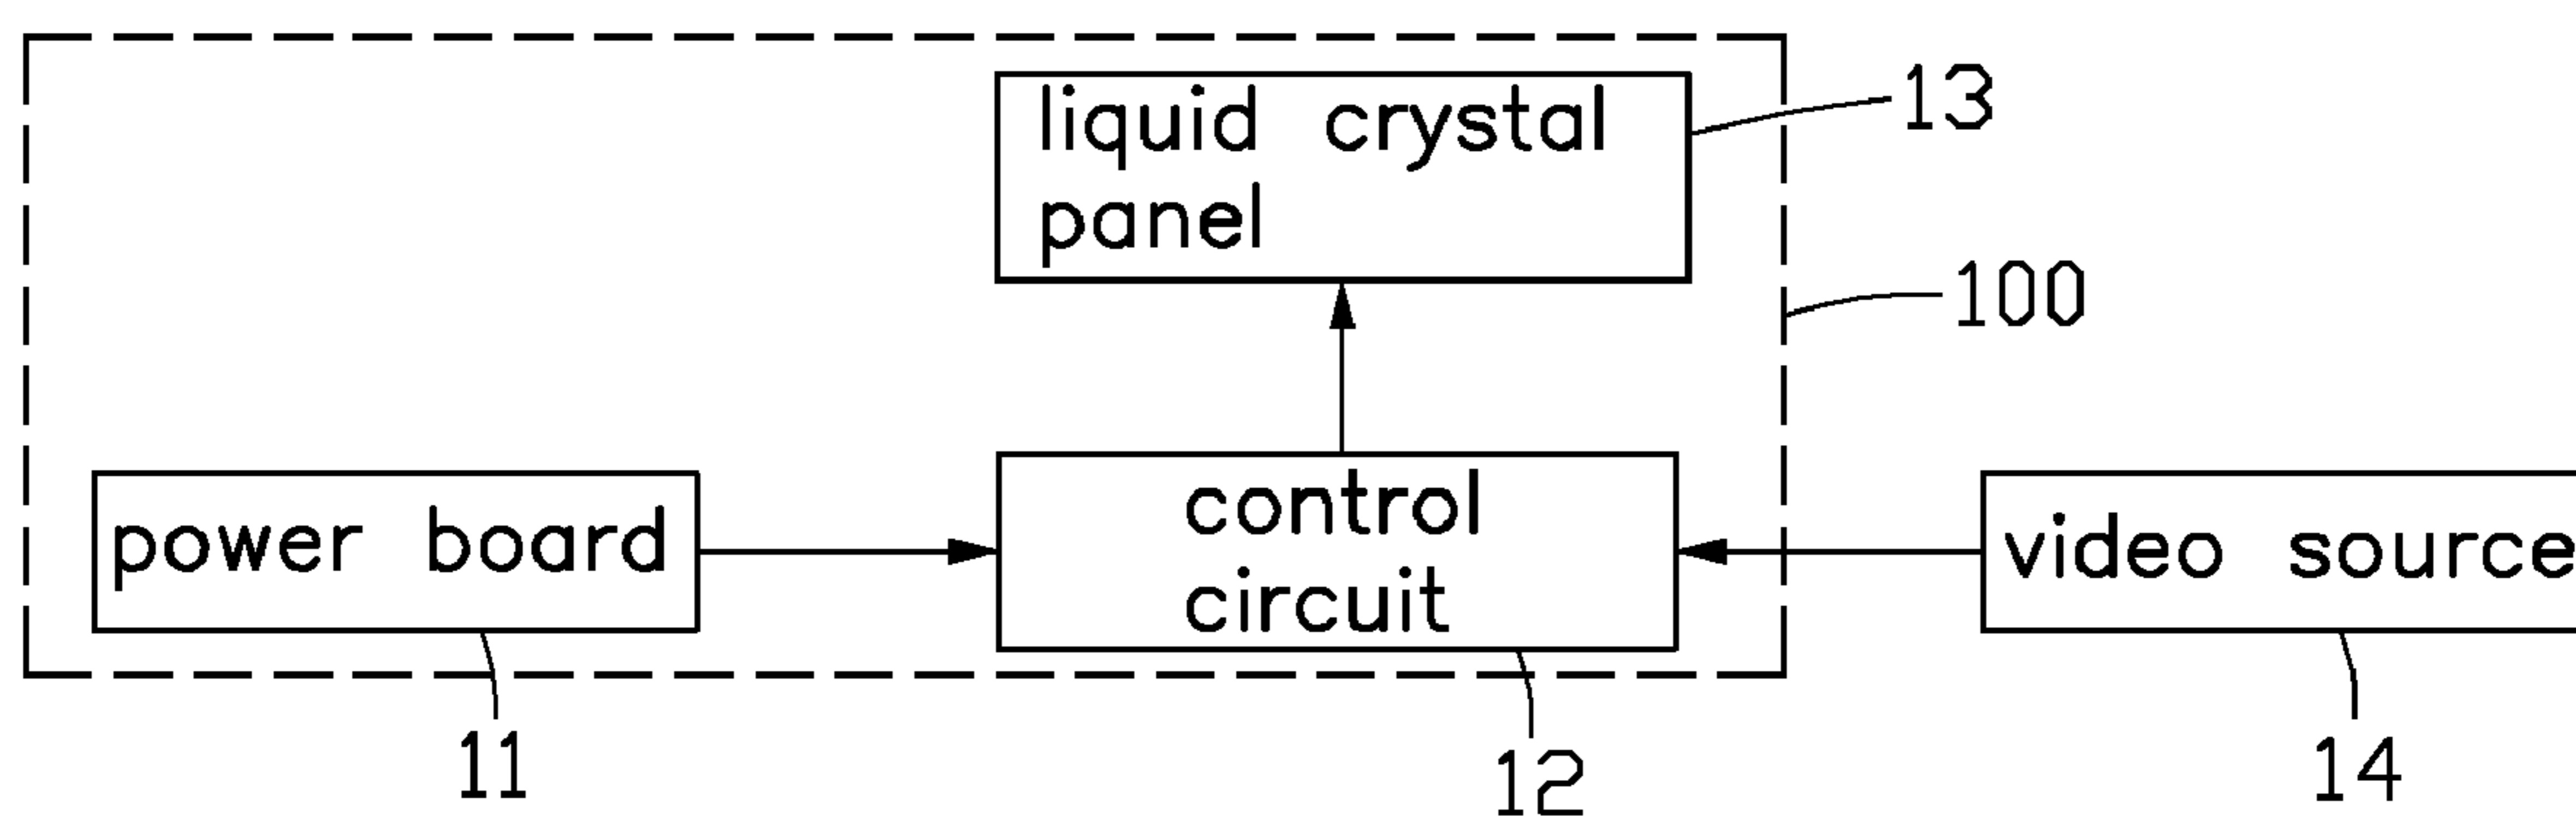 liquid crystal
panel
13
100
power board
control
circuit
video source
11
12
14